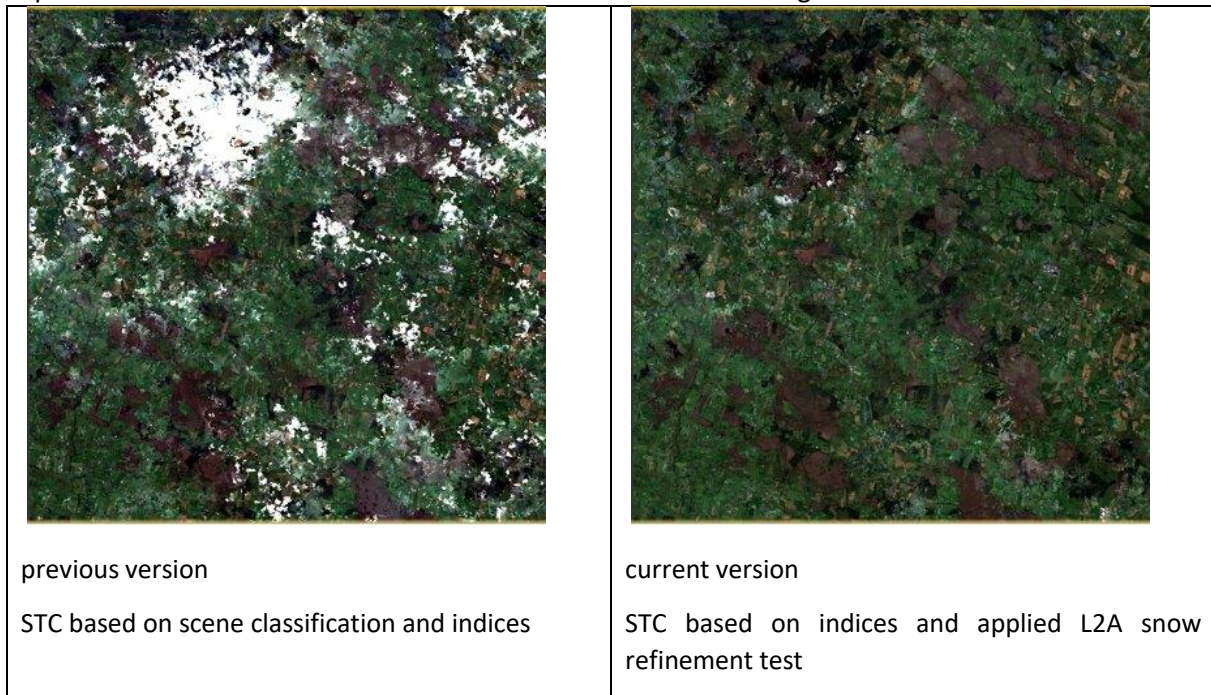 previous version
STC based on scene classification and indices
current version
STC based on indices and applied L2A snow
refinement test